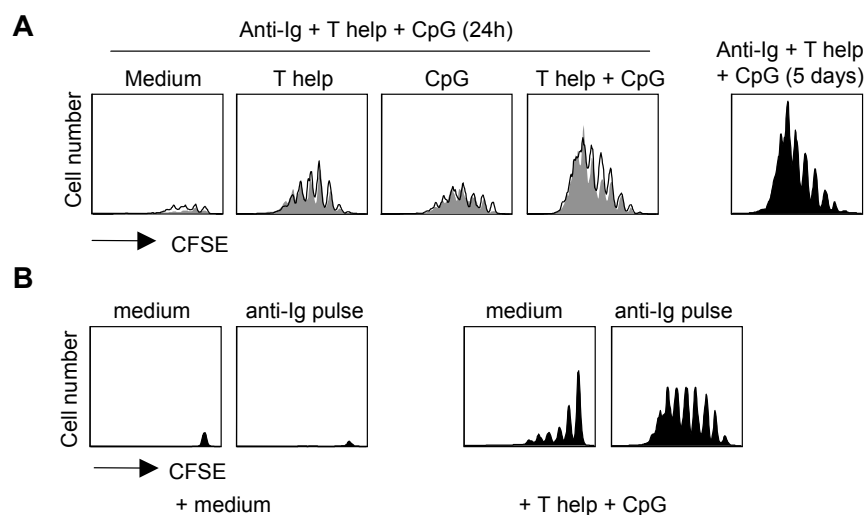 A
Anti-Ig + T help + CpG (24h)
Medium
T help
CpG
T help + CpG
Anti-Ig + T help
+ CpG (5 days)
Cell number
CFSE
B
medium
anti-Ig pulse
medium
anti-Ig pulse
Cell number
CFSE
+ medium
+ T help + CpG